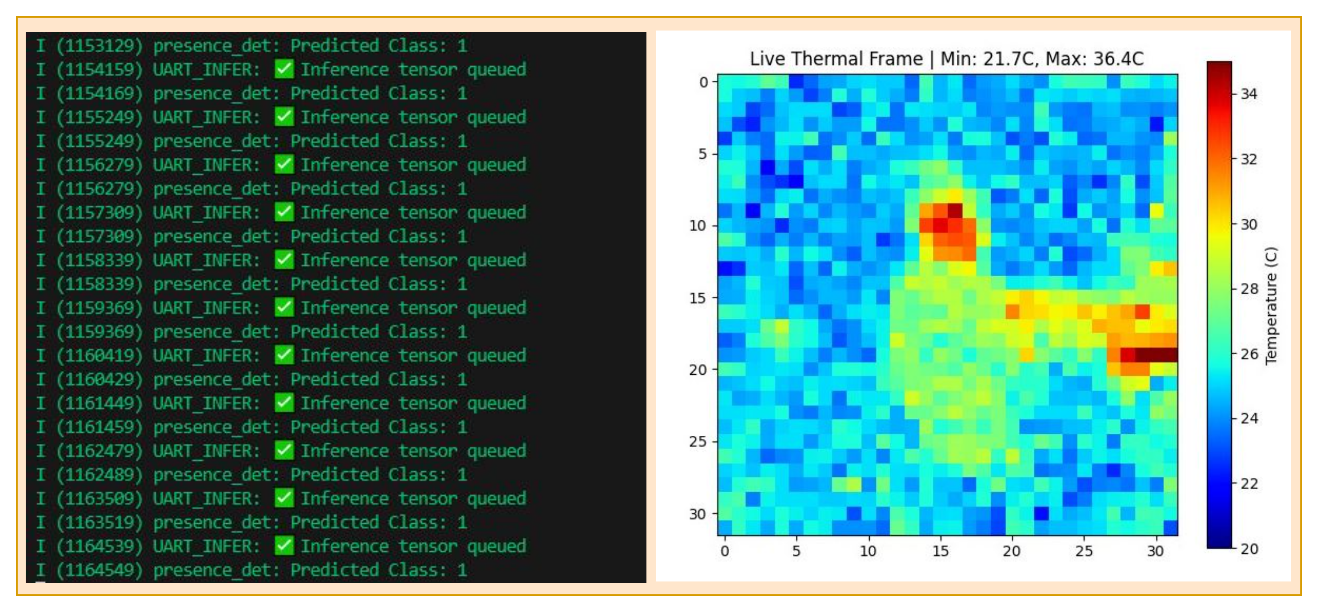 I (1153129) presence_det: Predicted Class: 1
I (1154159) UART_INFER: ✅ Inference tensor queued
I (1154169) presence_det: Predicted Class: 1
I (1155249) UART_INFER: ✅ Inference tensor queued
I (1155249) presence_det: Predicted Class: 1
I (1156279) UART_INFER: ✅ Inference tensor queued
I (1156279) presence_det: Predicted Class: 1
I (1157309) UART_INFER: ✅ Inference tensor queued
I (1157309) presence_det: Predicted Class: 1
I (1158339) UART_INFER: ✅ Inference tensor queued
I (1158339) presence_det: Predicted Class: 1
I (1159369) UART_INFER: ✅ Inference tensor queued
I (1159369) presence_det: Predicted Class: 1
I (1160419) UART_INFER: ✅ Inference tensor queued
I (1160429) presence_det: Predicted Class: 1
I (1161449) UART_INFER: ✅ Inference tensor queued
I (1161459) presence_det: Predicted Class: 1
I (1162479) UART_INFER: ✅ Inference tensor queued
I (1162489) presence_det: Predicted Class: 1
I (1163509) UART_INFER: ✅ Inference tensor queued
I (1163519) presence_det: Predicted Class: 1
I (1164539) UART_INFER: ✅ Inference tensor queued
I (1164549) presence_det: Predicted Class: 1
Live Thermal Frame | Min: 21.7C, Max: 36.4C
0
5
10
15
20
25
30
0 5 10 15 20 25 30
34
32
30
28
26
24
22
20
Temperature (C)